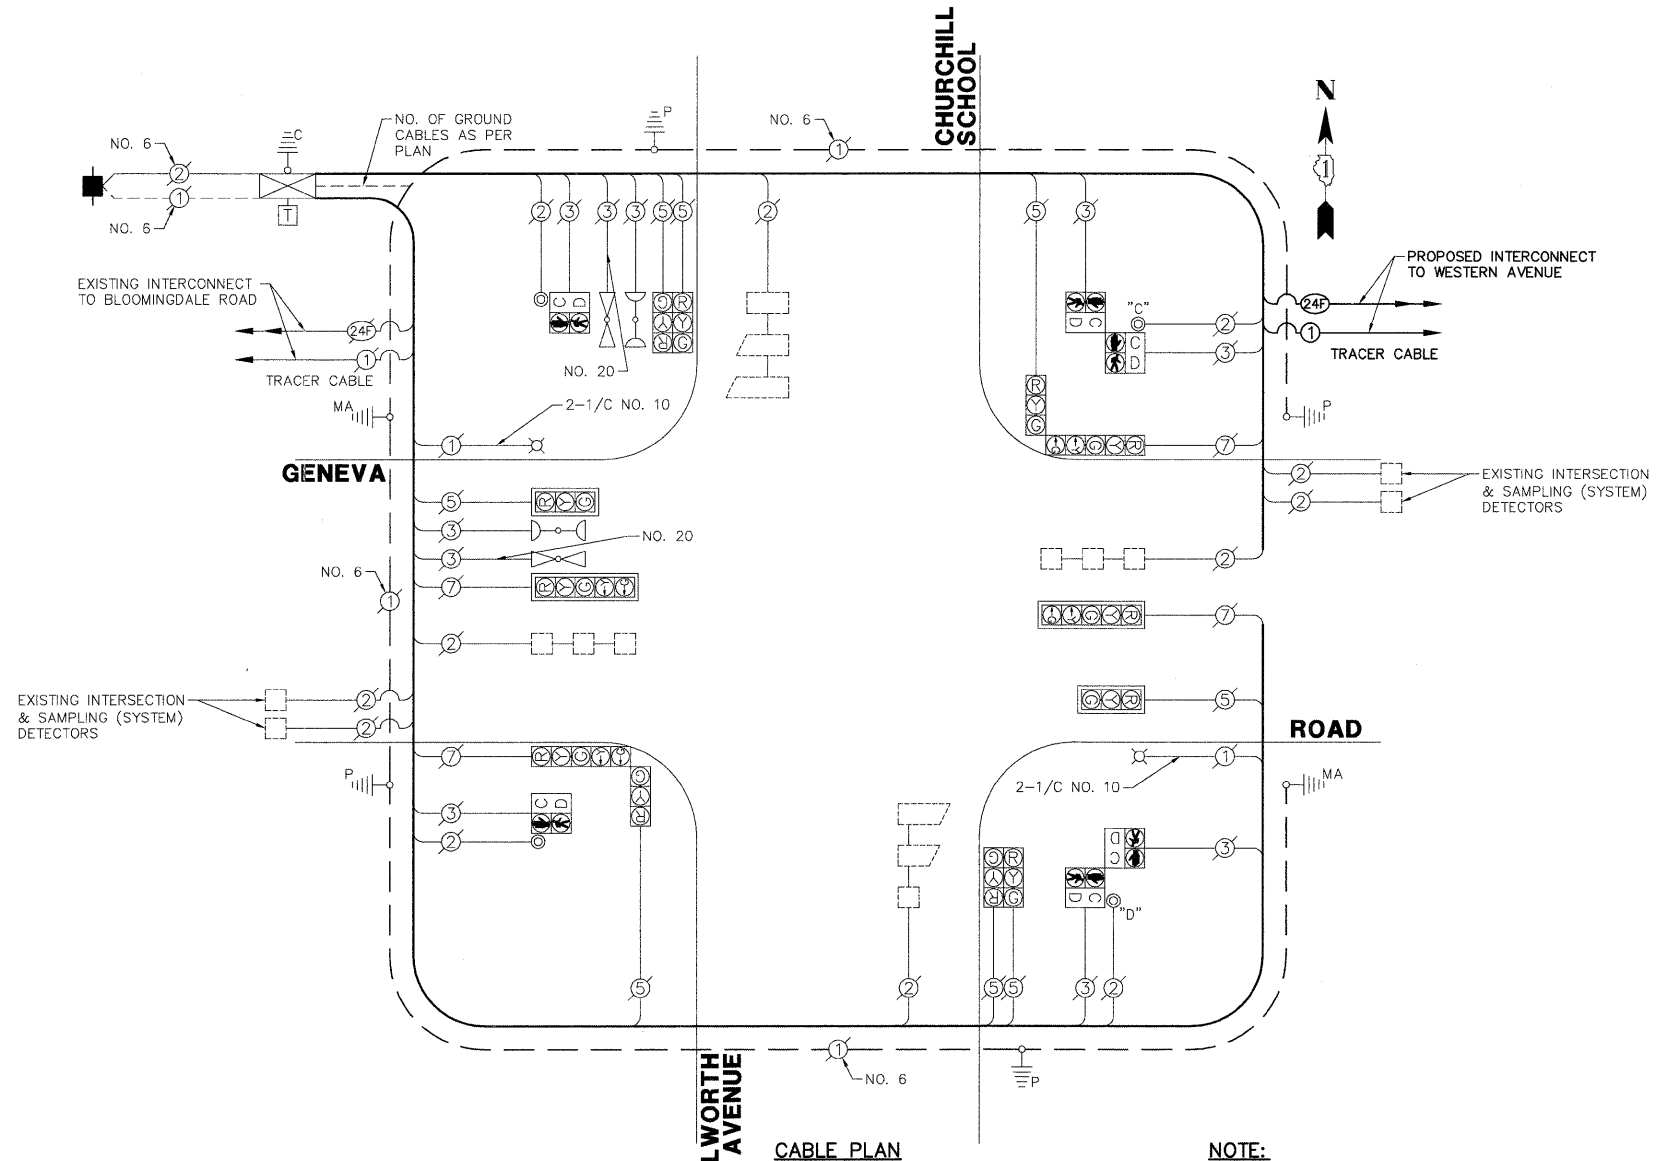 CHURCHILL
SCHOOL
N
1
NO. 6
2
1
NO. 6
C
T
NO. OF GROUND
CABLES AS PER
PLAN
P
NO. 6
1
2
3
3
3
5
5
2
5
3
C D
G R
Y Y
R G
NO. 20
EXISTING INTERCONNECT
TO BLOOMINGDALE ROAD
24F
1
TRACER CABLE
MA
1
2-1/C NO. 10
GENEVA
D C
"C"
2
C
D
3
R
Y
G
G Y G Y R
7
PROPOSED INTERCONNECT
TO WESTERN AVENUE
24F
1
TRACER CABLE
P
2
2
EXISTING INTERSECTION
& SAMPLING (SYSTEM)
DETECTORS
5
R Y G
3
3
NO. 20
7
R Y G Y G
NO. 6
1
2
2
G Y G Y R
7
G Y R
5
EXISTING INTERSECTION
& SAMPLING (SYSTEM)
DETECTORS
2
2
ROAD
7
R Y G Y G
G
Y
R
P
C D
3
2
5
1
2-1/C NO. 10
MA
D
C
3
G R
Y Y
R G
D C
"D"
2
5
5
3
2
1
NO. 6
P
LWORTH
AVENUE
CABLE PLAN
NOTE: